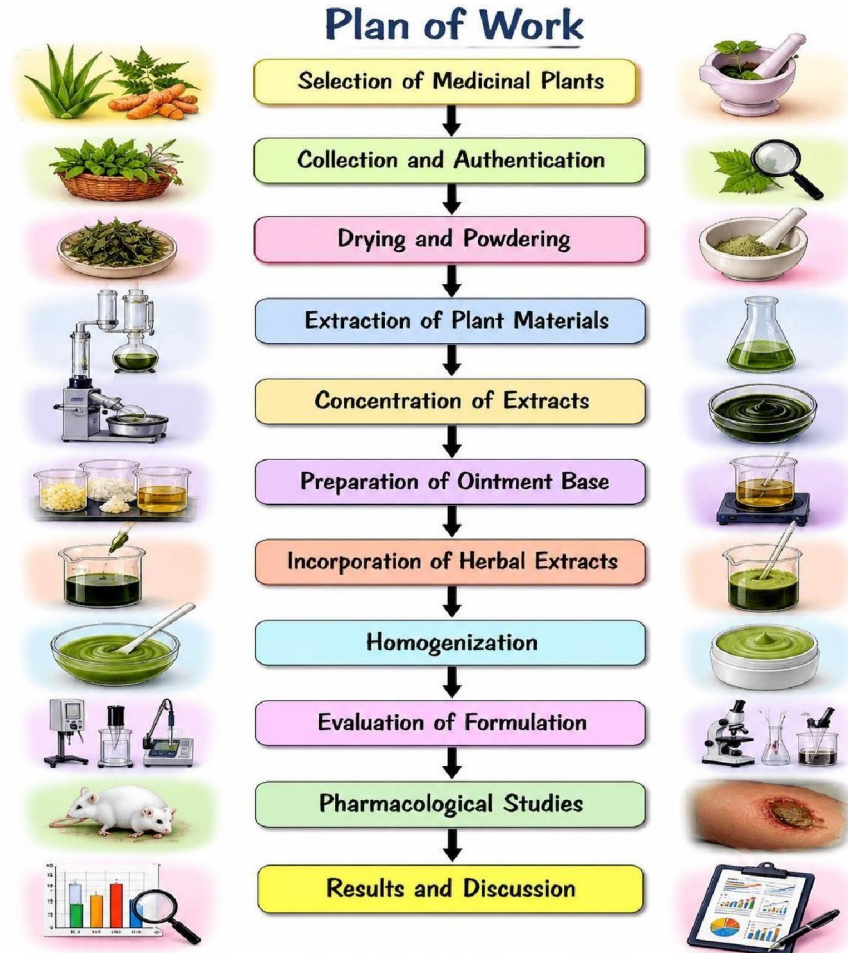 Plan of Work
Selection of Medicinal Plants
Collection and Authentication
Drying and Powdering
Extraction of Plant Materials
Concentration of Extracts
Preparation of Ointment Base
Incorporation of Herbal Extracts
Homogenization
Evaluation of Formulation
Pharmacological Studies
Results and Discussion